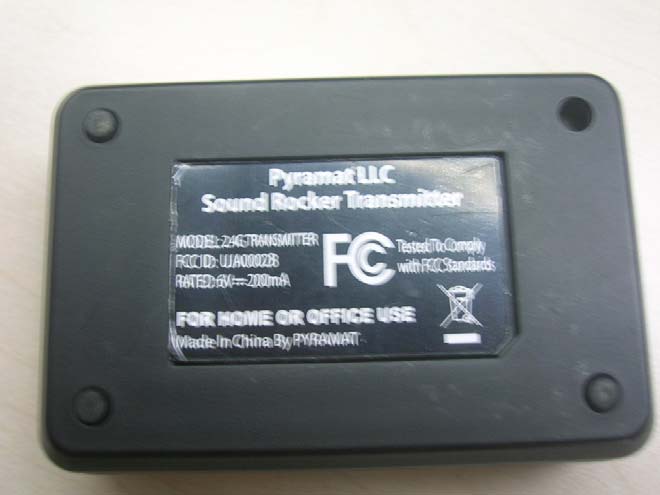 Pyramat LLC
Sound Rocker Transmitter
MODEL: 2.4G TRANSMITTER
FCC ID: UJA00028
RATED: 6V 200mA
FC
Tested To Comply
with FCC Standards
FOR HOME OR OFFICE USE
Made In China By PYRAMAT